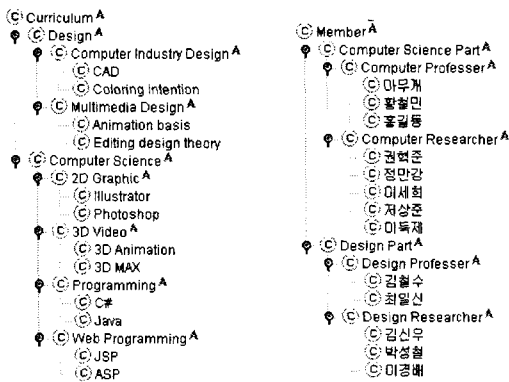 Curriculum A
Design A
Computer Industry Design A
CAD
Coloring intention
Multimedia Design A
Animation basis
Editing design theory
Computer Science A
2D Graphic A
Illustrator
Photoshop
3D Video A
3D Animation
3D MAX
Programming A
C#
Java
Web Programming A
JSP
ASP
Member A
Computer Science Part A
Computer Professer A
아무개
황철민
홍길동
Computer Researcher A
권혁준
정만강
이세희
저상준
이둑제
Design Part A
Design Professer A
김철수
최일신
Design Researcher A
김신우
박성철
이경배